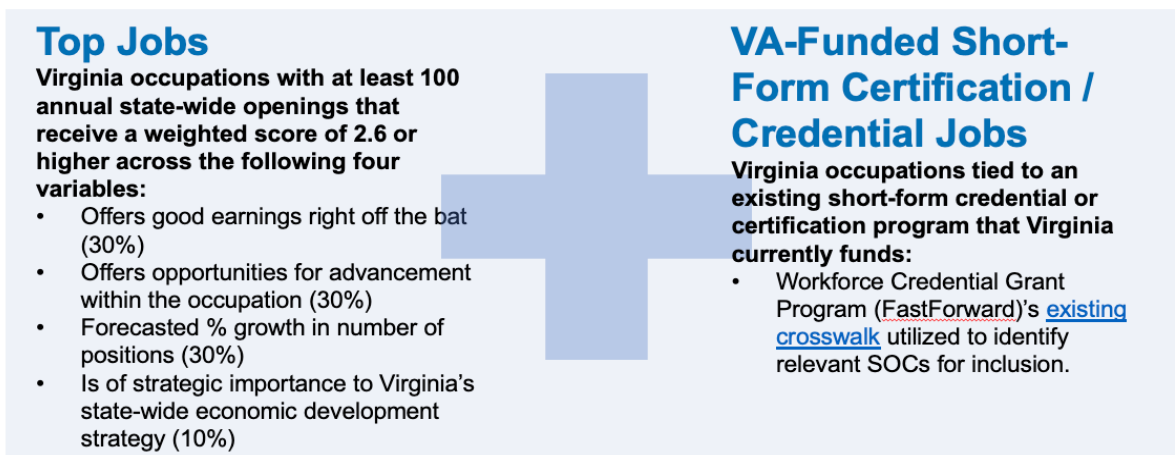 Top Jobs
Virginia occupations with at least 100
annual state-wide openings that
receive a weighted score of 2.6 or
higher across the following four
variables:
• Offers good earnings right off the bat
(30%)
• Offers opportunities for advancement
within the occupation (30%)
• Forecasted % growth in number of
positions (30%)
• Is of strategic importance to Virginia's
state-wide economic development
strategy (10%)
VA-Funded Short-
Form Certification /
Credential Jobs
Virginia occupations tied to an
existing short-form credential or
certification program that Virginia
currently funds:
• Workforce Credential Grant
Program (FastForward)'s existing
crosswalk utilized to identify
relevant SOCs for inclusion.